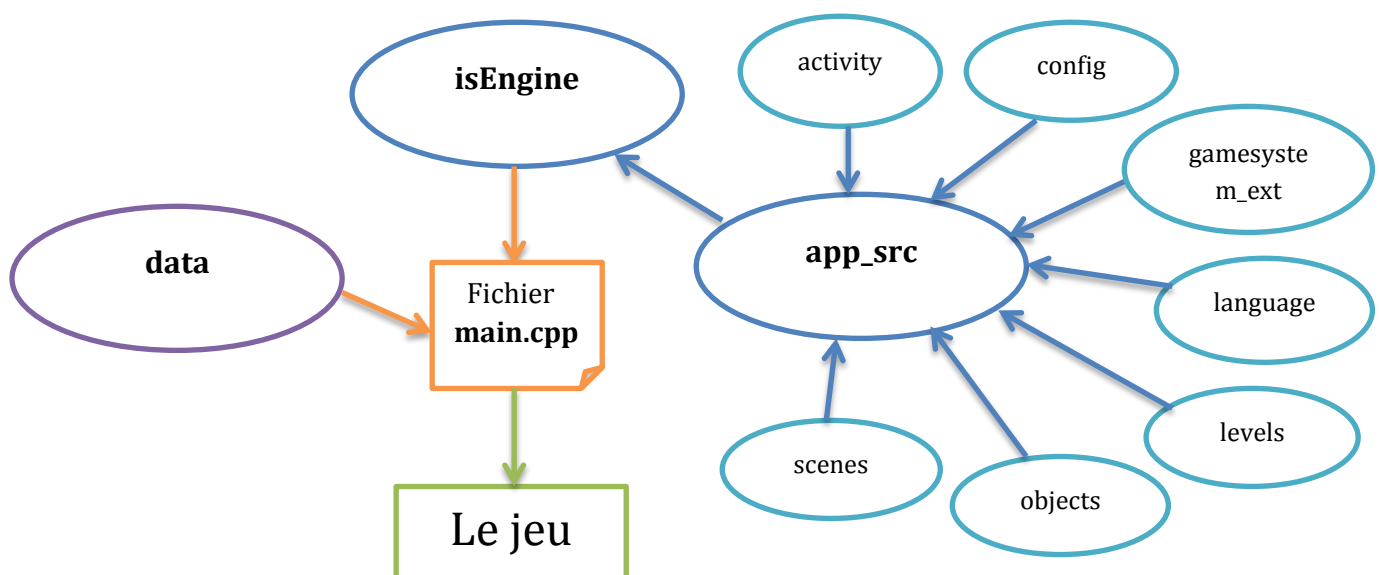 isEngine
activity
config
gamesyste
m_ext
data
Fichier
main.cpp
app_src
language
levels
scenes
objects
Le jeu